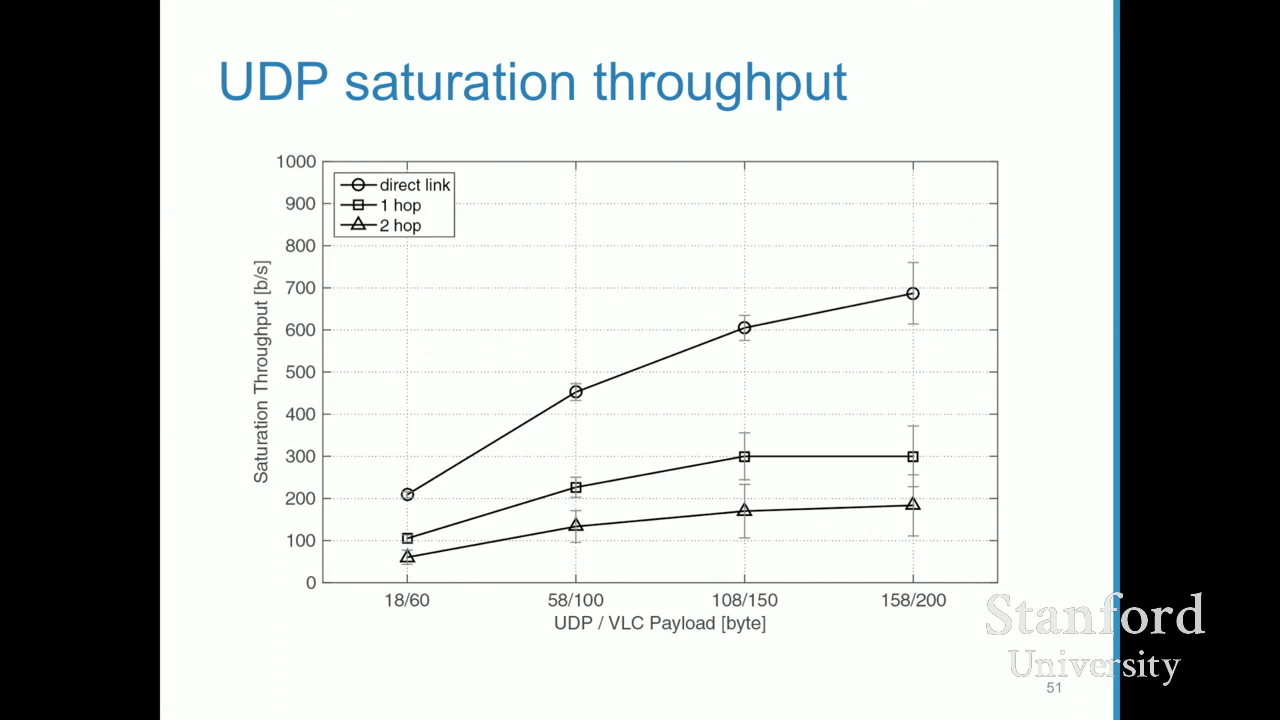 UDP saturation throughput
1000
900
800
700
600
500
400
300
200
100
0
Saturation Throughput [b/s]
direct link
1 hop
2 hop
18/60 58/100 108/150 158/200
UDP / VLC Payload [byte]
Stanford
University
51